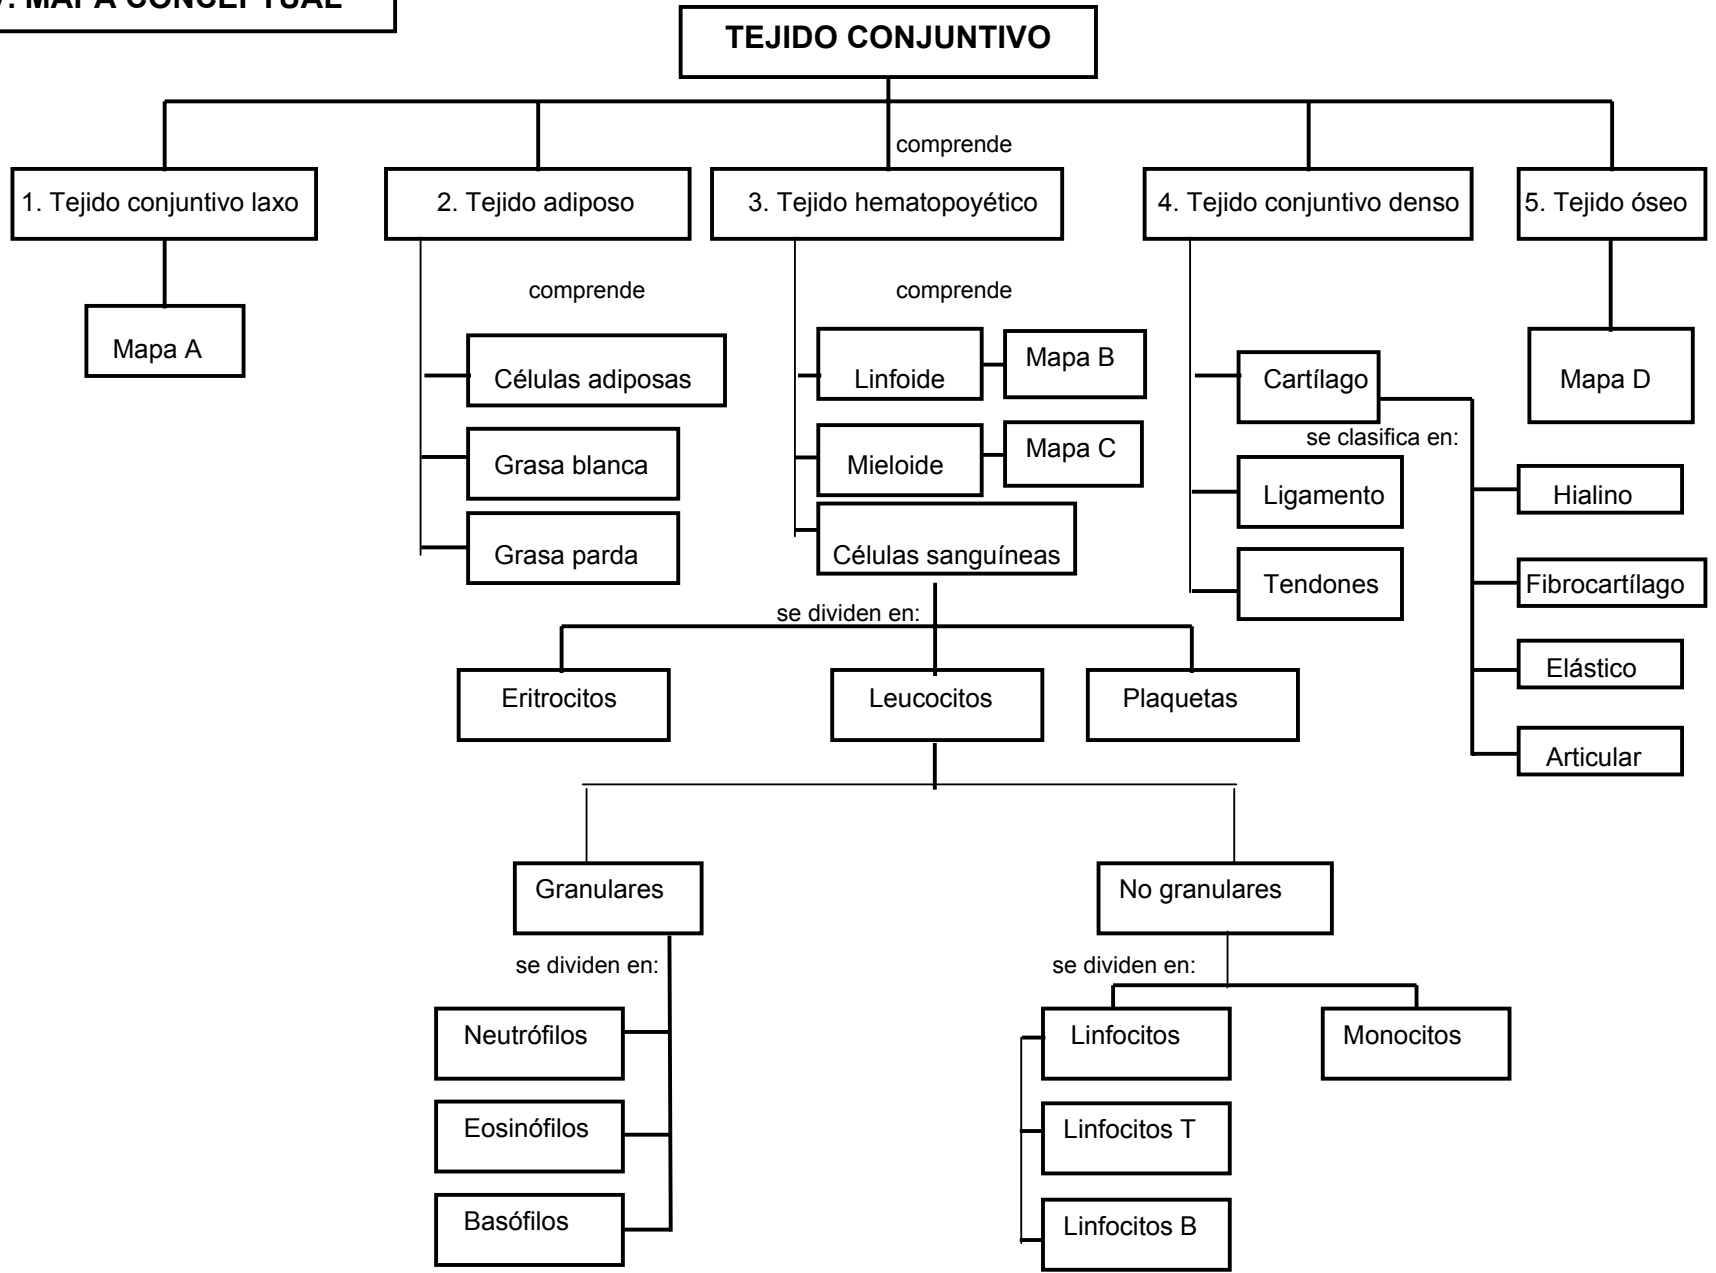 MAPA CONCEPTUAL
TEJIDO CONJUNTIVO
comprende
1. Tejido conjuntivo laxo
2. Tejido adiposo
3. Tejido hematopoyético
4. Tejido conjuntivo denso
5. Tejido óseo
Mapa A
comprende
Células adiposas
Grasa blanca
Grasa parda
comprende
Linfoide
Mapa B
Mieloide
Mapa C
Células sanguíneas
Cartílago
se clasifica en:
Ligamento
Tendones
Hialino
Fibrocartílago
Elástico
Articular
Mapa D
se dividen en:
Eritrocitos
Leucocitos
Plaquetas
Granulares
No granulares
se dividen en:
Neutrófilos
Eosinófilos
Basófilos
se dividen en:
Linfocitos
Monocitos
Linfocitos T
Linfocitos B